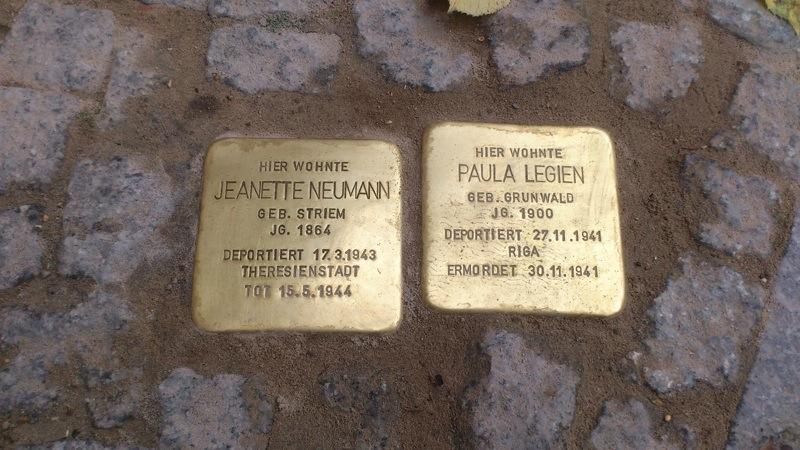 HIER WOHNTE
JEANETTE NEUMANN
GEB. STRIEM
JG. 1864
DEPORTIERT 17.3.1943
THERESIENSTADT
TOT 15.5.1944
HIER WOHNTE
PAULA LEGIEN
GEB. GRUNWALD
JG. 1900
DEPORTIERT 27.11.1941
RIGA
ERMORDET 30.11.1941